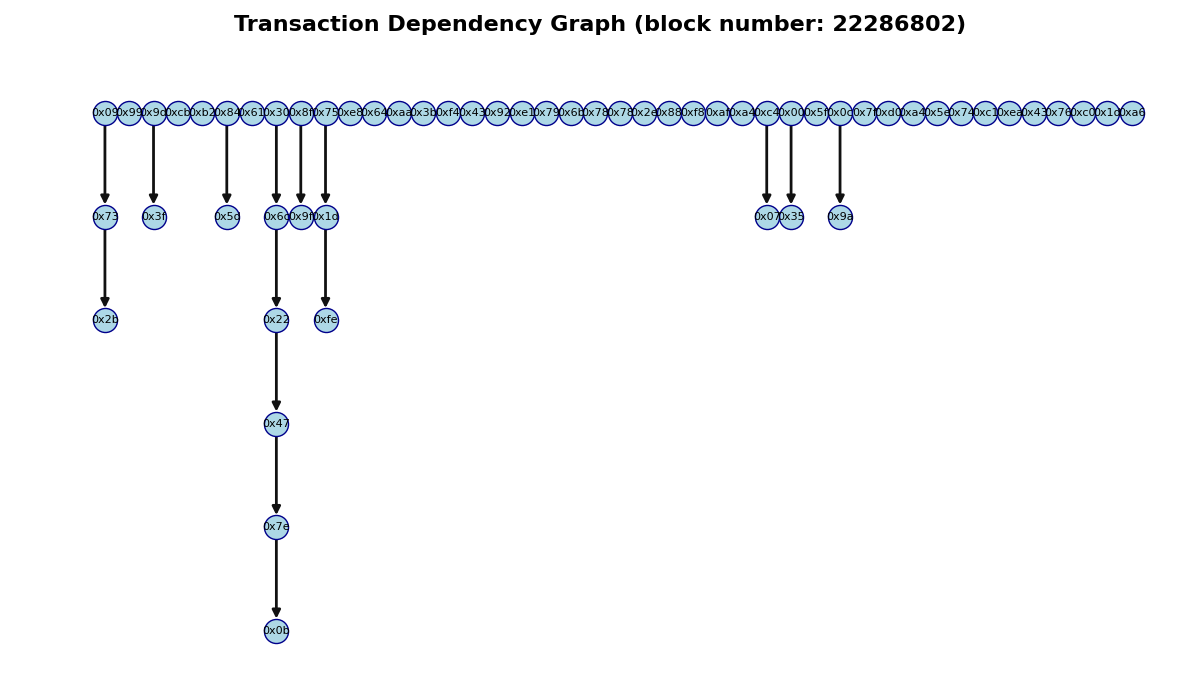 Transaction Dependency Graph (block number: 22286802)
0x09 0x99 0x9d 0xcb 0xb2 0x84 0x61 0x30 0x8f 0x75 0xe8 0x64 0xaa 0x3b 0xf4 0x43 0x92 0xe1 0x79 0x6b 0x78 0x78 0x2e 0x88 0xf8 0xaf 0xa4 0xc4 0x00 0x5f 0x0c 0x7f 0xd0 0xa4 0x5e 0x74 0xc1 0xea 0x43 0x76 0xc0 0x1d 0xa6
0x73 0x3f 0x5d 0x6c 0x9f 0x1d 0x07 0x35 0x9a
0x2b 0x22 0xfe
0x47
0x7e
0x0b